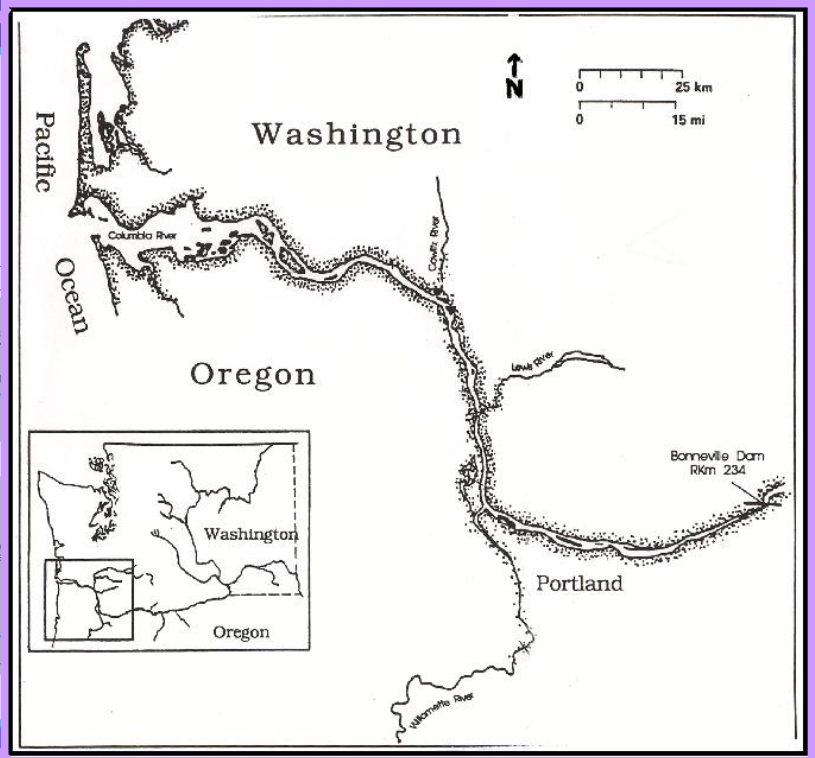 N
0 25 km
0 15 mi
Washington
Pacific
Ocean
Columbia River
Cowlitz River
Lewis River
Oregon
Bonneville Dam
RKm 234
Portland
Willamette River
Washington
Oregon